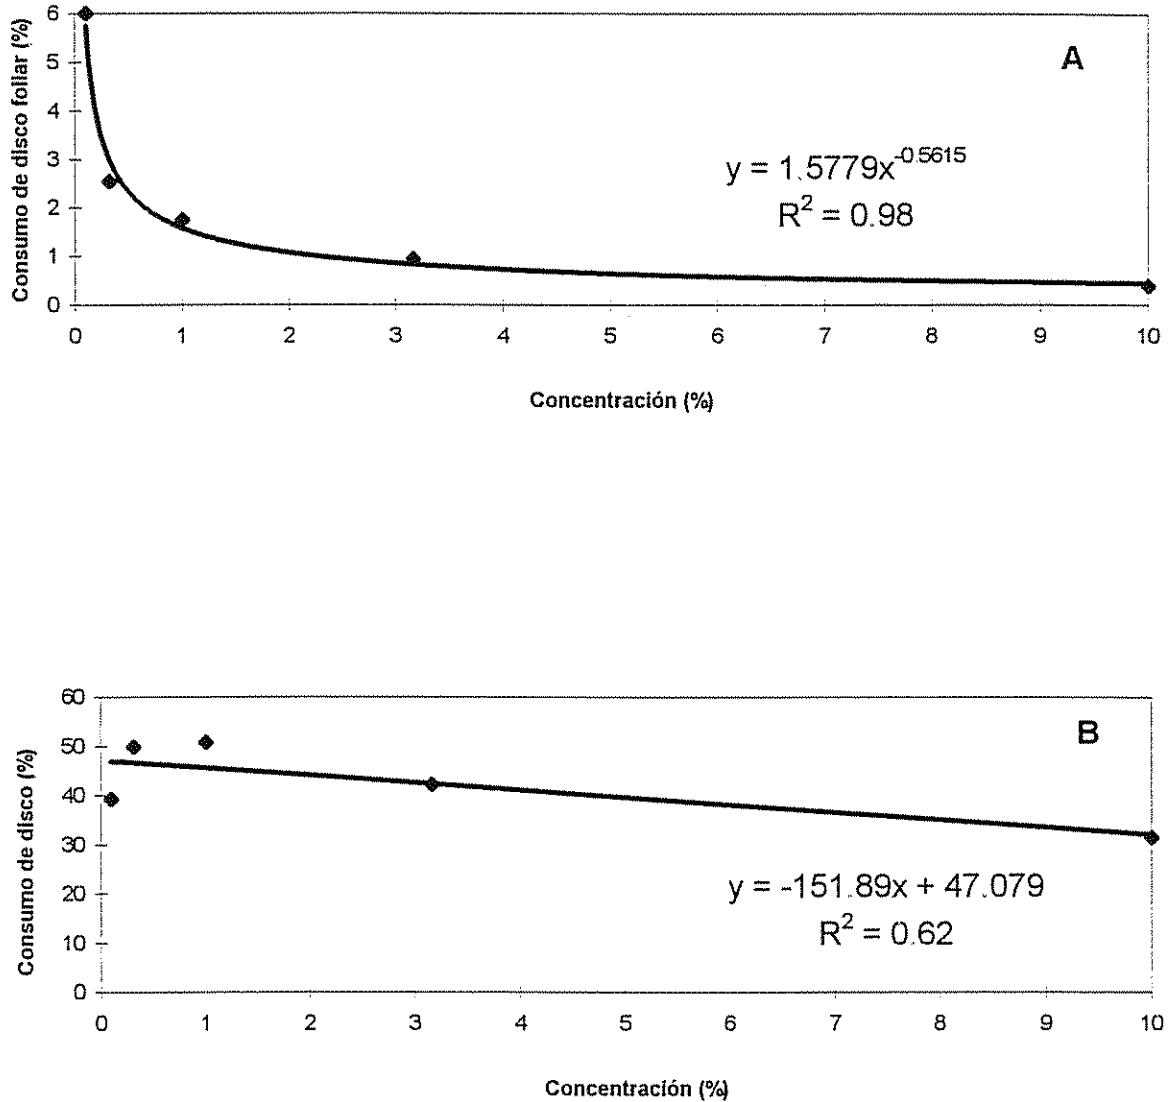 Consumo de disco foliar (%)
6
5
4
3
2
1
0
A
y = 1.5779x^-0.5615
R² = 0.98
0 1 2 3 4 5 6 7 8 9 10
Concentración (%)
Consumo de disco (%)
60
50
40
30
20
10
0
B
y = -151.89x + 47.079
R² = 0.62
0 1 2 3 4 5 6 7 8 9 10
Concentración (%)